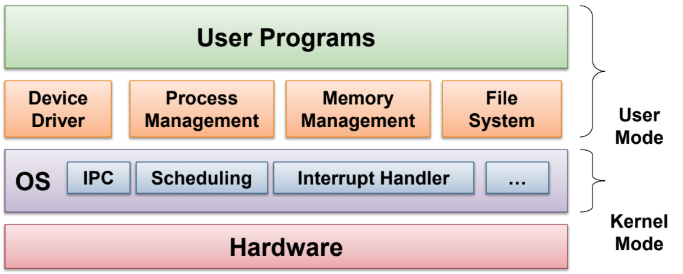 User Programs
Device
Driver
Process
Management
Memory
Management
File
System
User
Mode
OS
IPC
Scheduling
Interrupt Handler
...
Kernel
Mode
Hardware